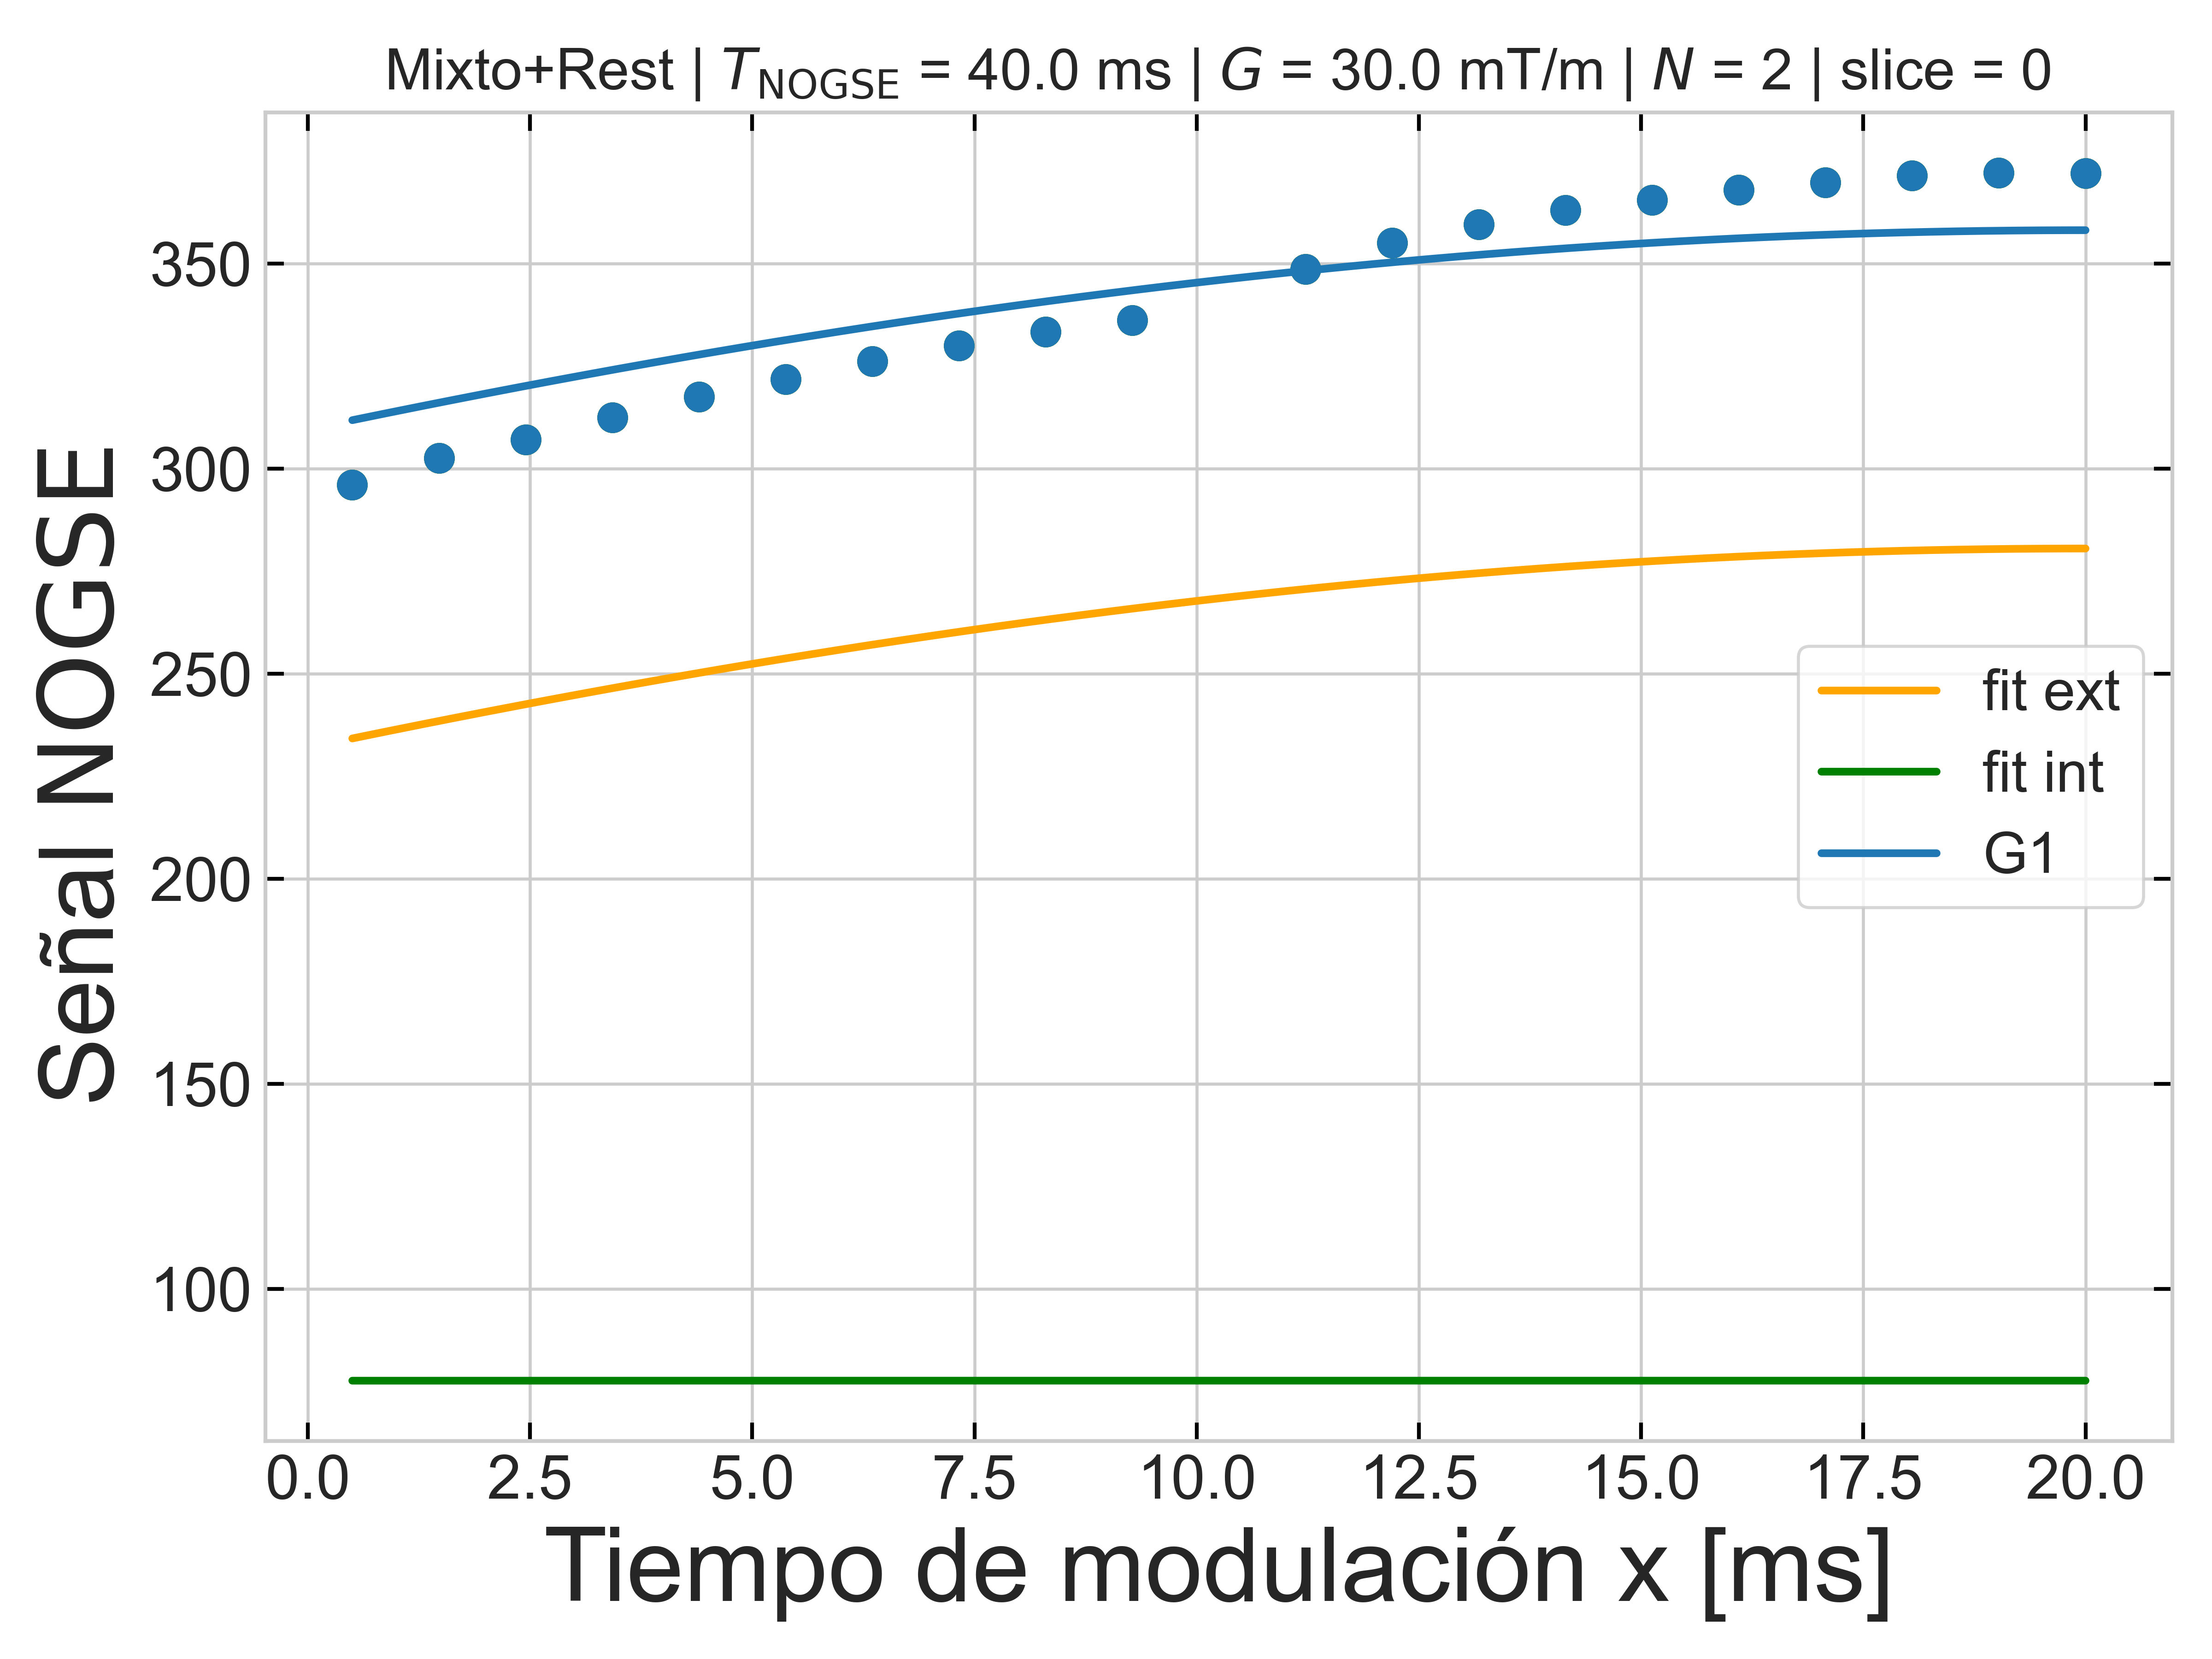 Mixto+Rest | T_NOGSE = 40.0 ms | G = 30.0 mT/m | N = 2 | slice = 0
Señal NOGSE
350
300
250
200
150
100
fit ext
fit int
G1
0.0 2.5 5.0 7.5 10.0 12.5 15.0 17.5 20.0
Tiempo de modulación x [ms]